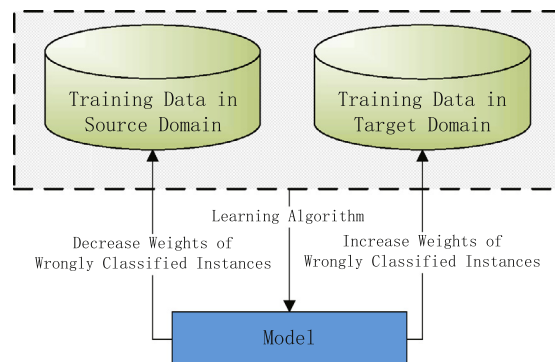 Training Data in
Source Domain
Training Data in
Target Domain
Learning Algorithm
Decrease Weights of
Wrongly Classified Instances
Increase Weights of
Wrongly Classified Instances
Model